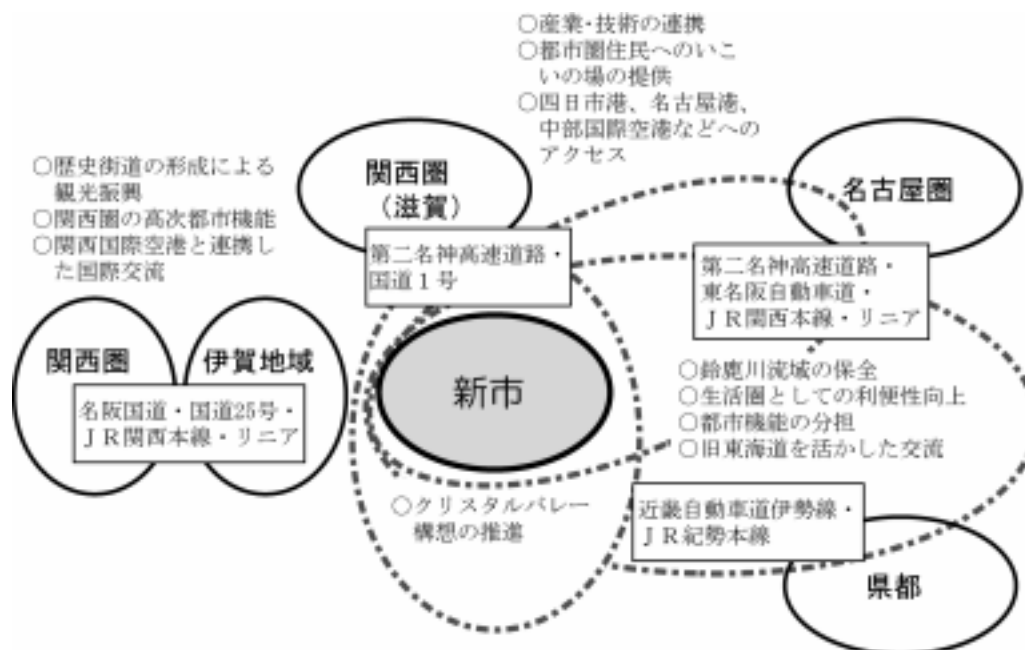 ○産業・技術の連携
○都市圏住民へのいこ
いの場の提供
○四日市港、名古屋港、
中部国際空港などへの
アクセス
○歴史街道の形成による
観光振興
○関西圏の高次都市機能
○関西国際空港と連携し
た国際交流
関西圏
（滋賀）
名古屋圏
第二名神高速道路・
国道１号
第二名神高速道路・
東名阪自動車道・
ＪＲ関西本線・リニア
関西圏
伊賀地域
名阪国道・国道25号・
ＪＲ関西本線・リニア
新市
○鈴鹿川流域の保全
○生活圏としての利便性向上
○都市機能の分担
○旧東海道を活かした交流
○クリスタルバレー
構想の推進
近畿自動車道伊勢線・
ＪＲ紀勢本線
県都